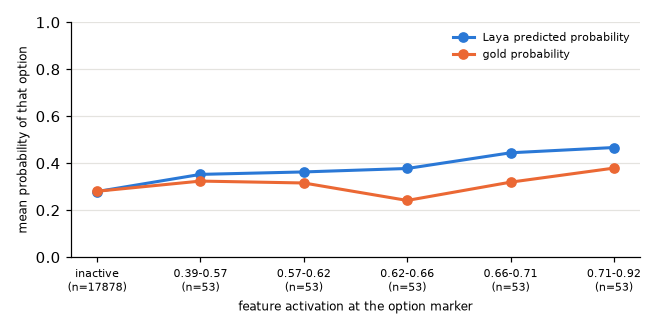 1.0
0.8
0.6
0.4
0.2
0.0
mean probability of that option
Laya predicted probability
gold probability
inactive
(n=17878)
0.39-0.57
(n=53)
0.57-0.62
(n=53)
0.62-0.66
(n=53)
0.66-0.71
(n=53)
0.71-0.92
(n=53)
feature activation at the option marker